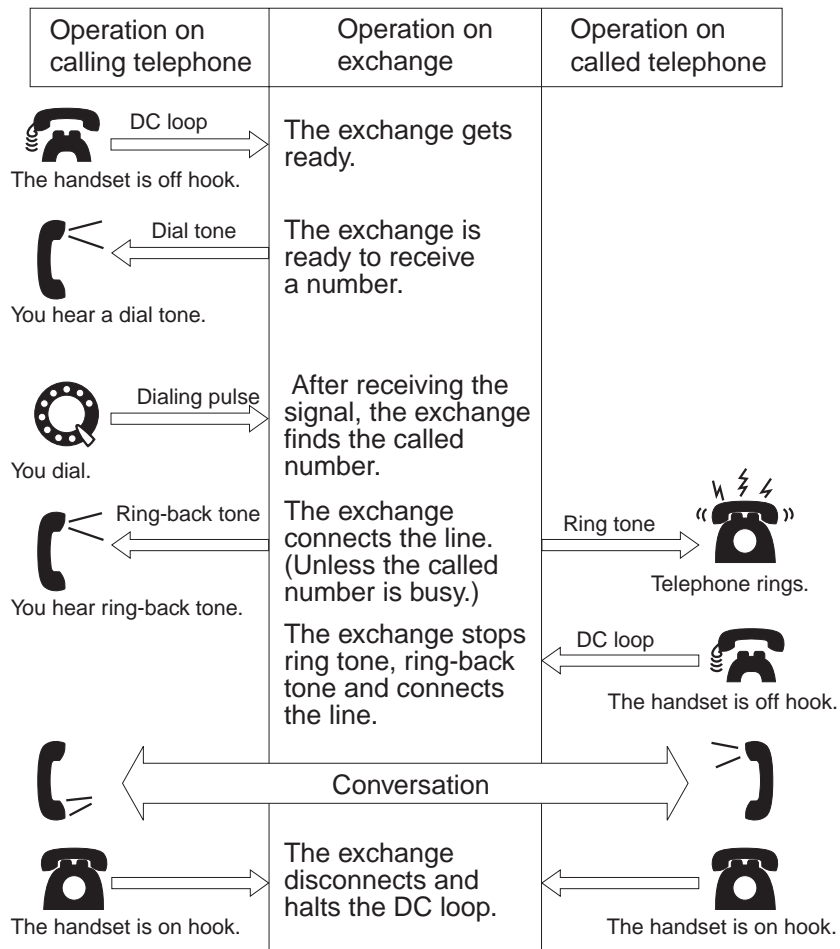 Operation on
calling telephone
Operation on
exchange
Operation on
called telephone
DC loop
The handset is off hook.
The exchange gets
ready.
Dial tone
You hear a dial tone.
The exchange is
ready to receive
a number.
Dialing pulse
You dial.
After receiving the
signal, the exchange
finds the called
number.
Ring-back tone
You hear ring-back tone.
The exchange
connects the line.
(Unless the called
number is busy.)
Ring tone
Telephone rings.
The exchange stops
ring tone, ring-back
tone and connects
the line.
DC loop
The handset is off hook.
Conversation
The handset is on hook.
The exchange
disconnects and
halts the DC loop.
The handset is on hook.